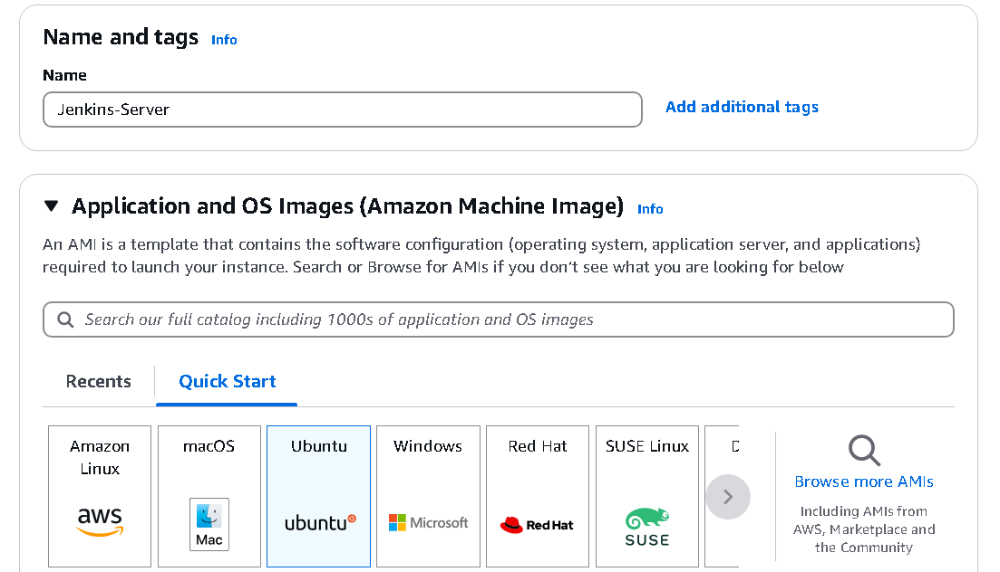 Name and tags Info
Name
Jenkins-Server
Add additional tags
▼ Application and OS Images (Amazon Machine Image) Info
An AMI is a template that contains the software configuration (operating system, application server, and applications)
required to launch your instance. Search or Browse for AMIs if you don’t see what you are looking for below
Search our full catalog including 1000s of application and OS images
Recents
Quick Start
Amazon
Linux
aws
macOS
Mac
Ubuntu
ubuntu
Windows
Microsoft
Red Hat
Red Hat
SUSE Linux
SUSE
Browse more AMIs
Including AMIs from
AWS, Marketplace and
the Community